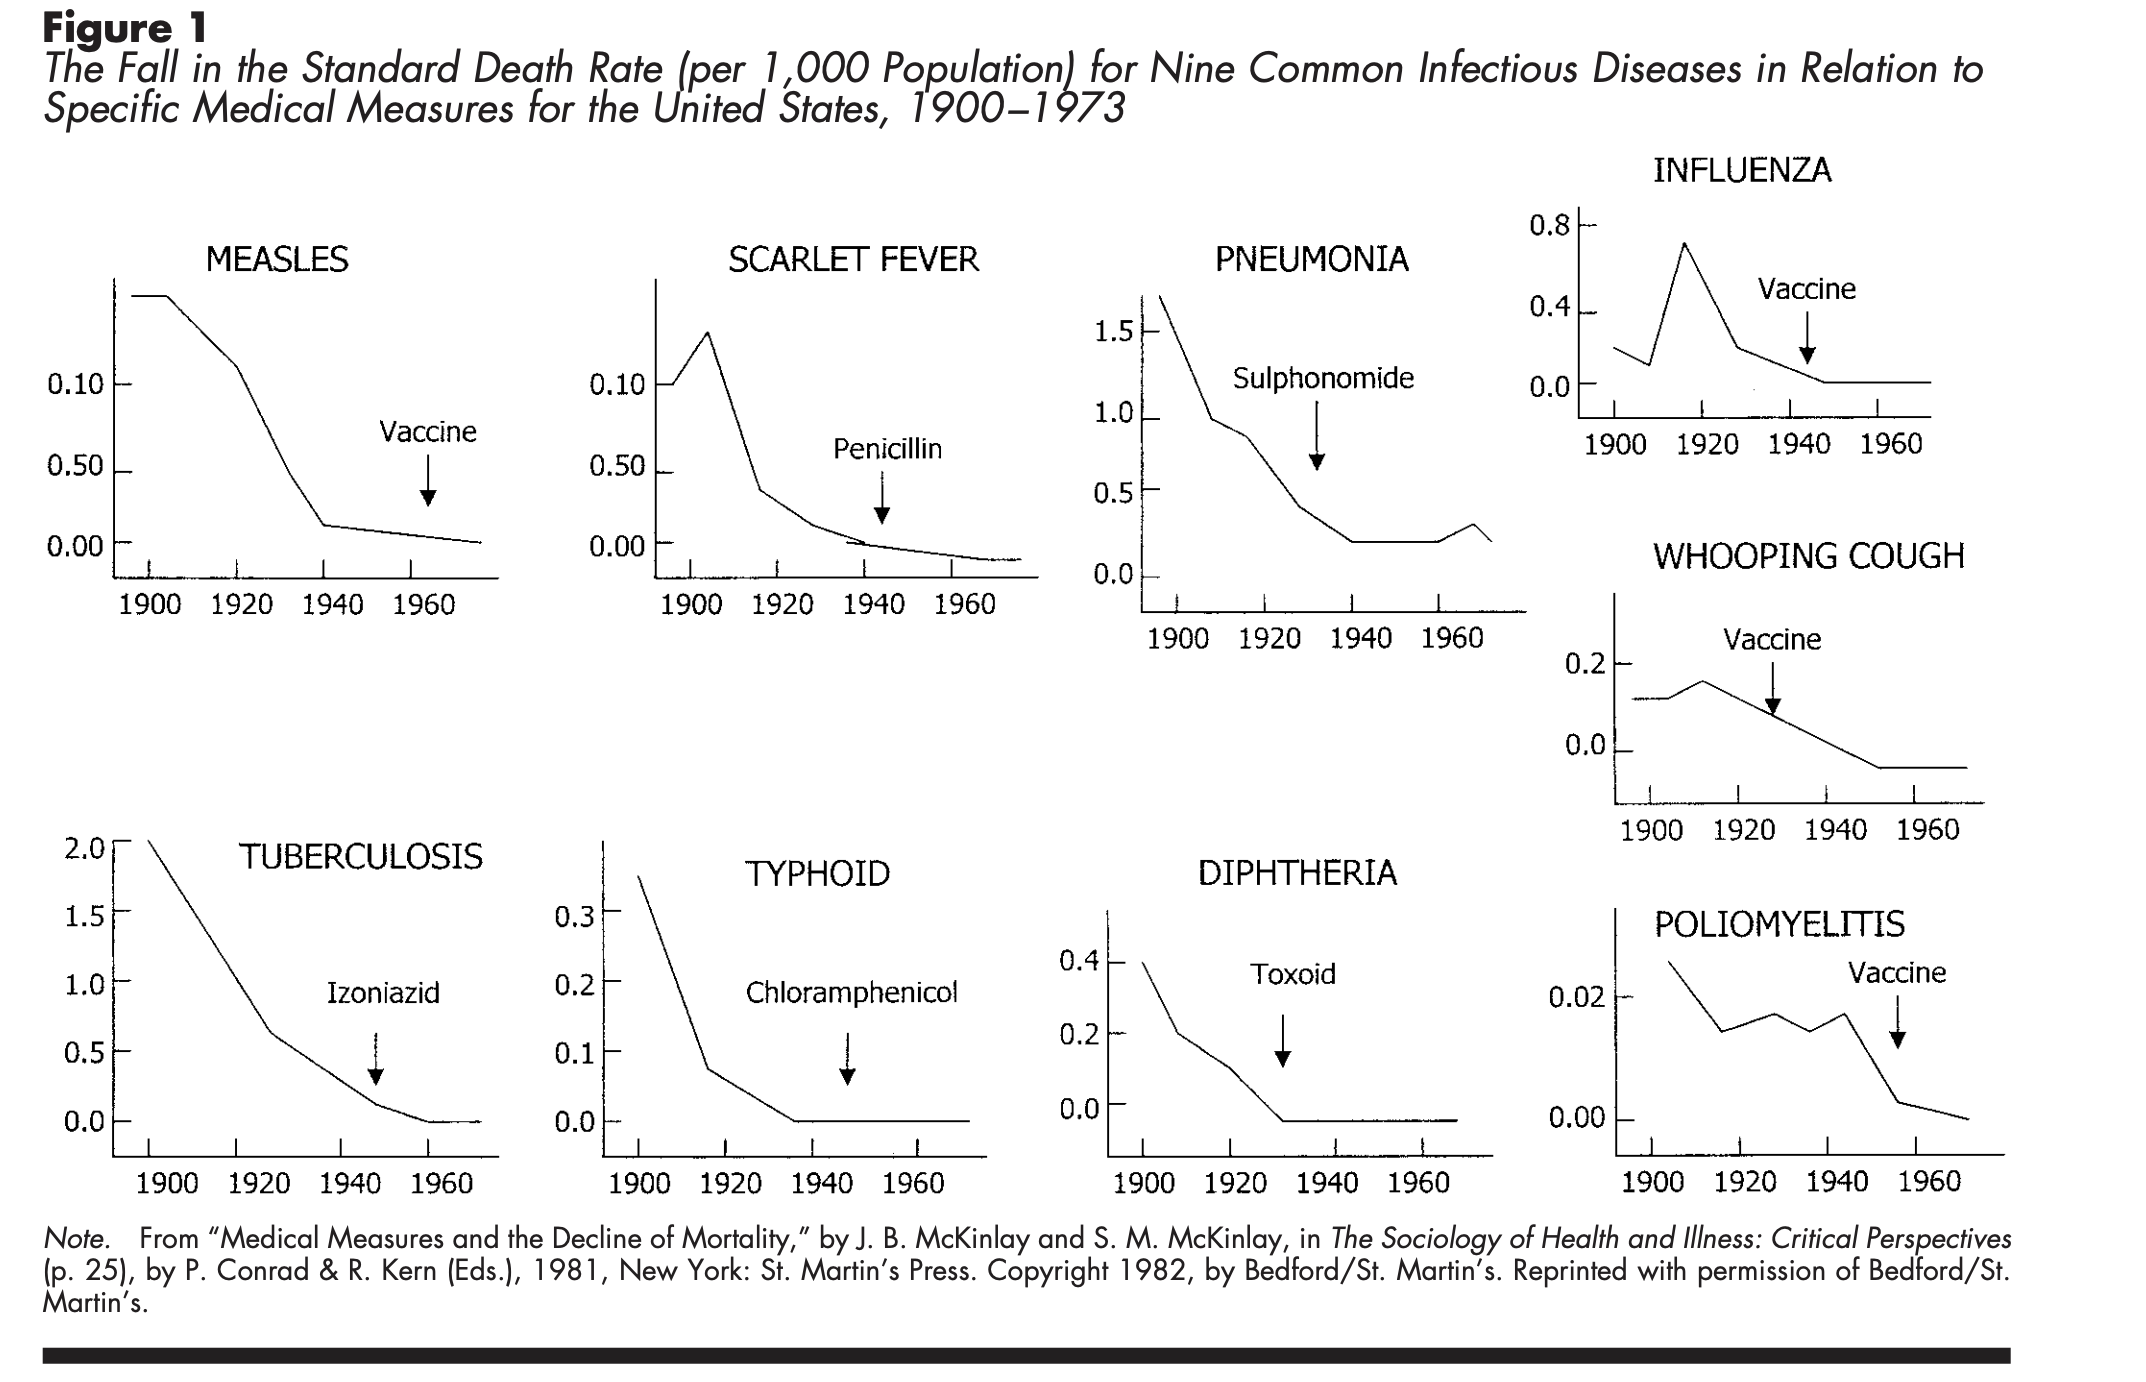 Figure 1
The Fall in the Standard Death Rate (per 1,000 Population) for Nine Common Infectious Diseases in Relation to
Specific Medical Measures for the United States, 1900–1973
MEASLES
0.10
0.50
0.00
Vaccine
1900 1920 1940 1960
SCARLET FEVER
0.10
0.50
0.00
Penicillin
1900 1920 1940 1960
PNEUMONIA
1.5
1.0
0.5
0.0
Sulphonomide
1900 1920 1940 1960
INFLUENZA
0.8
0.4
0.0
Vaccine
1900 1920 1940 1960
WHOOPING COUGH
0.2
0.0
Vaccine
1900 1920 1940 1960
TUBERCULOSIS
2.0
1.5
1.0
0.5
0.0
Izoniazid
1900 1920 1940 1960
TYPHOID
0.3
0.2
0.1
0.0
Chloramphenicol
1900 1920 1940 1960
DIPHTHERIA
0.4
0.2
0.0
Toxoid
1900 1920 1940 1960
POLIOMYELITIS
0.02
0.00
Vaccine
1900 1920 1940 1960
Note. From “Medical Measures and the Decline of Mortality,” by J. B. McKinlay and S. M. McKinlay, in The Sociology of Health and Illness: Critical Perspectives
(p. 25), by P. Conrad & R. Kern (Eds.), 1981, New York: St. Martin’s Press. Copyright 1982, by Bedford/St. Martin’s. Reprinted with permission of Bedford/St.
Martin’s.